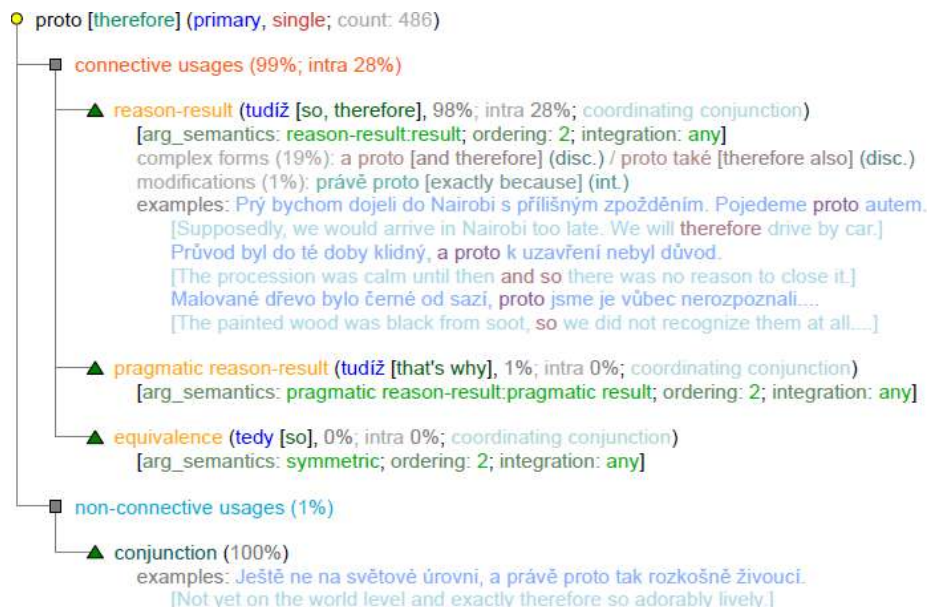 proto [therefore] (primary, single; count: 486)
connective usages (99%; intra 28%)
reason-result (tudíž [so, therefore], 98%; intra 28%; coordinating conjunction)
[arg_semantics: reason-result:result; ordering: 2; integration: any]
complex forms (19%): a proto [and therefore] (disc.) / proto také [therefore also] (disc.)
modifications (1%): právě proto [exactly because] (int.)
examples: Prý bychom dojeli do Nairobi s přílišným zpožděním. Pojedeme proto autem.
[Supposedly, we would arrive in Nairobi too late. We will therefore drive by car.]
Průvod byl do té doby klidný, a proto k uzavření nebyl důvod.
[The procession was calm until then and so there was no reason to close it.]
Malované dřevo bylo černé od sazí, proto jsme je vůbec nerozpoznali....
[The painted wood was black from soot, so we did not recognize them at all....]
pragmatic reason-result (tudíž [that's why], 1%; intra 0%; coordinating conjunction)
[arg_semantics: pragmatic reason-result:pragmatic result; ordering: 2; integration: any]
equivalence (tedy [so], 0%; intra 0%; coordinating conjunction)
[arg_semantics: symmetric; ordering: 2; integration: any]
non-connective usages (1%)
conjunction (100%)
examples: Ještě ne na světové úrovni, a právě proto tak rozkošně živoucí.
[Not yet on the world level and exactly therefore so adorably lively.]